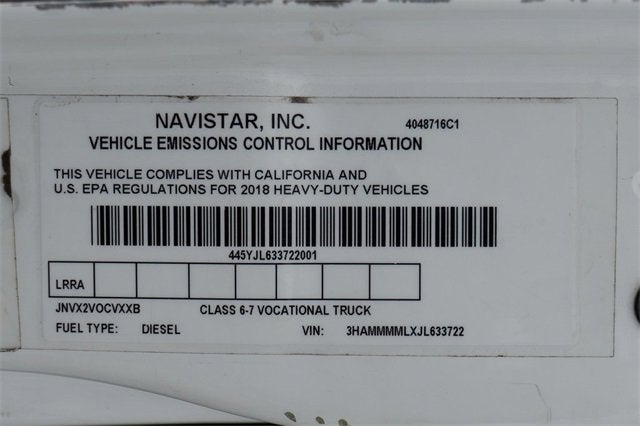 NAVISTAR, INC. 4048716C1
VEHICLE EMISSIONS CONTROL INFORMATION
THIS VEHICLE COMPLIES WITH CALIFORNIA AND
U.S. EPA REGULATIONS FOR 2018 HEAVY-DUTY VEHICLES
445YJL633722001
LRRA
JNVX2VOCVXXB CLASS 6-7 VOCATIONAL TRUCK
FUEL TYPE: DIESEL VIN: 3HAMMMMLXJL633722